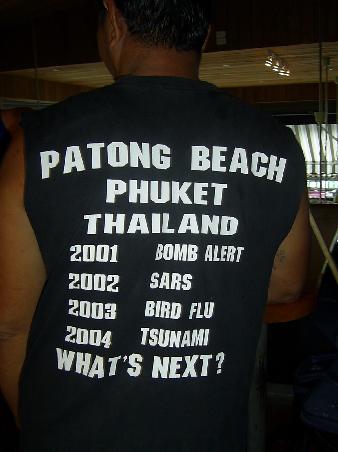 PATONG BEACH
PHUKET
THAILAND
2001 BOMB ALERT
2002 SARS
2003 BIRD FLU
2004 TSUNAMI
WHAT'S NEXT?